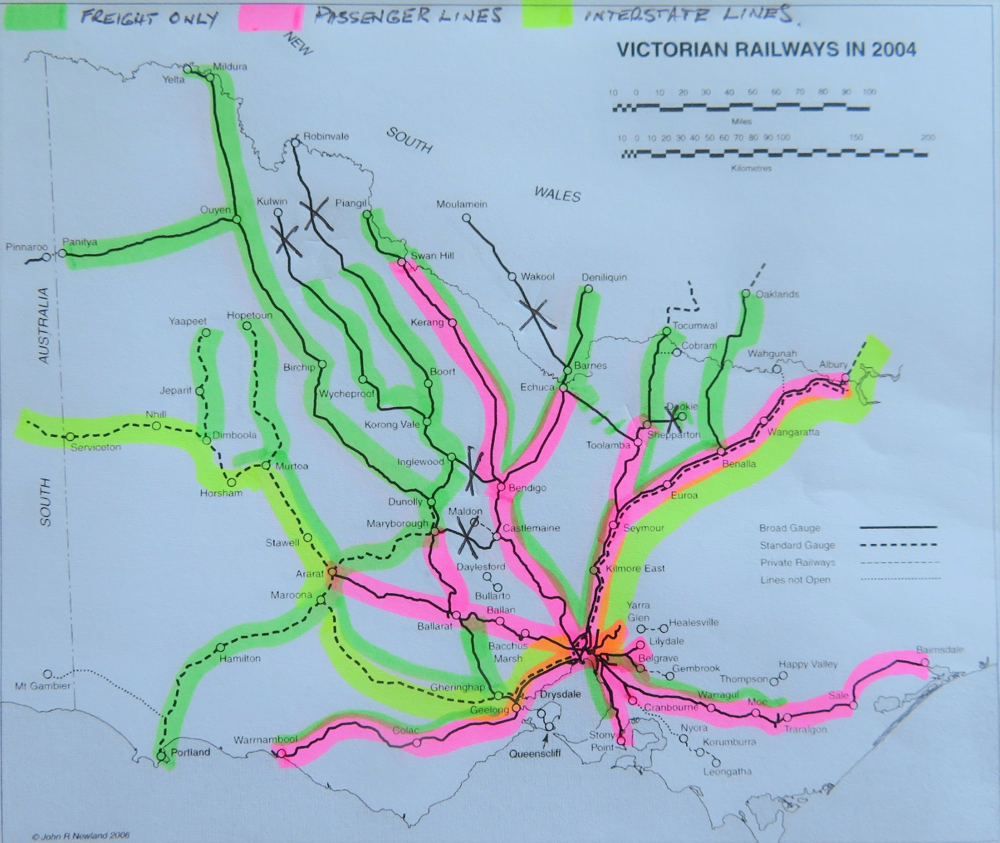 FREIGHT ONLY PASSENGER LINES INTERSTATE LINES.
NEW
VICTORIAN RAILWAYS IN 2004
10 0 10 20 30 40 50 60 70 80 90 100
Miles
10 0 10 20 30 40 50 60 70 80 90 100 150 200
Kilometres
Mildura
Yelta
Robinvale
SOUTH
WALES
Kulwin
Piangil
Moulamein
Ouyen
Pinnaroo
Panitya
Swan Hill
Wakool
Deniliquin
Oaklands
AUSTRALIA
SOUTH
Yaapeet
Hopetoun
Kerang
Tocumwal
Cobram
Wahgunah
Albury
Birchip
Boort
Barnes
Echuca
Jeparit
Wycheproof
Dookie
Nhill
Korong Vale
Dimboola
Serviceton
Shepparton
Toolamba
Wangaratta
Murtoa
Inglewood
Benalla
Horsham
Bendigo
Euroa
Dunolly
Maldon
Maryborough
Castlemaine
Seymour
Broad Gauge
Standard Gauge
Private Railways
Lines not Open
Stawell
Ararat
Daylesford
Bullarto
Kilmore East
Maroona
Ballan
Ballarat
Yarra
Glen
Healesville
Lilydale
Bacchus
Marsh
Belgrave
Gembrook
Hamilton
Happy Valley
Thompson
Bairnsdale
Mt Gambier
Gheringhap
Drysdale
Geelong
Cranbourne
Warragul
Moe
Sale
Traralgon
Colac
Warrnambool
Portland
Queenscliff
Stony
Point
Nyora
Korumburra
Leongatha
© John R Newland 2006